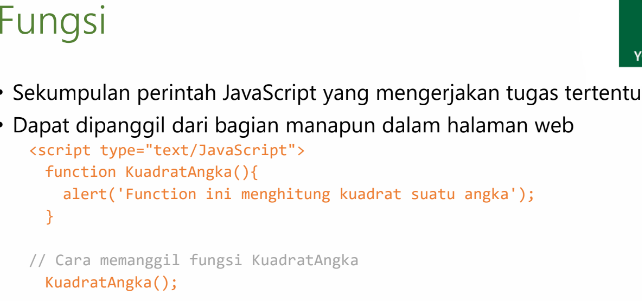 Fungsi
Y
• Sekumpulan perintah JavaScript yang mengerjakan tugas tertentu
• Dapat dipanggil dari bagian manapun dalam halaman web
<script type="text/JavaScript">
function KuadratAngka(){
alert('Function ini menghitung kuadrat suatu angka');
}
// Cara memanggil fungsi KuadratAngka
KuadratAngka();